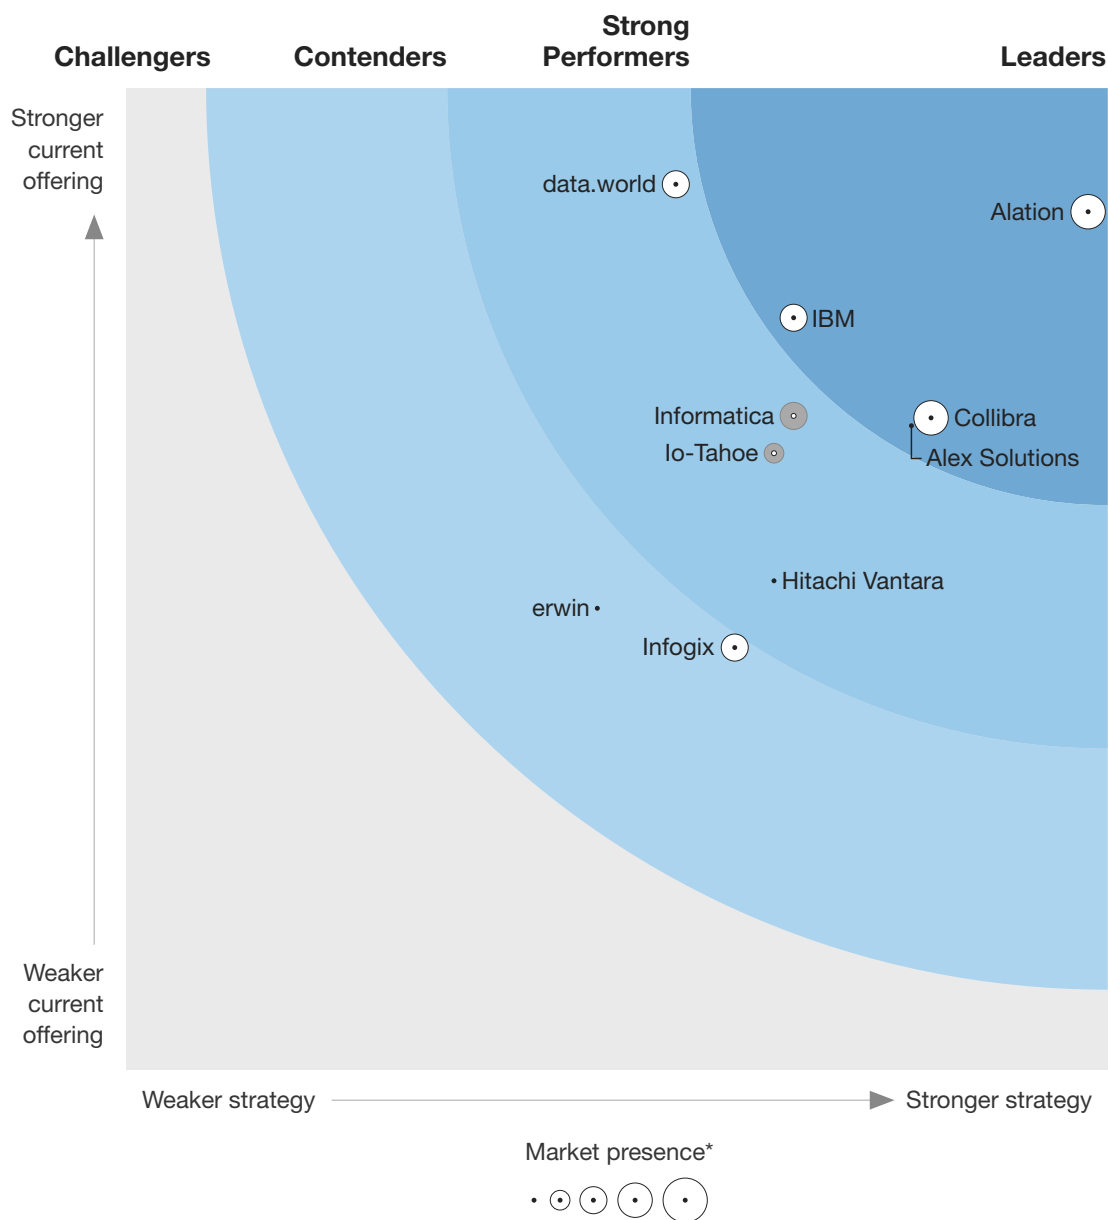 Challengers
Contenders
Strong
Performers
Leaders
Stronger
current
offering
data.world
Alation
IBM
Informatica
Collibra
Io-Tahoe
Alex Solutions
Hitachi Vantara
erwin
Infogix
Weaker
current
offering
Weaker strategy
Stronger strategy
Market presence*